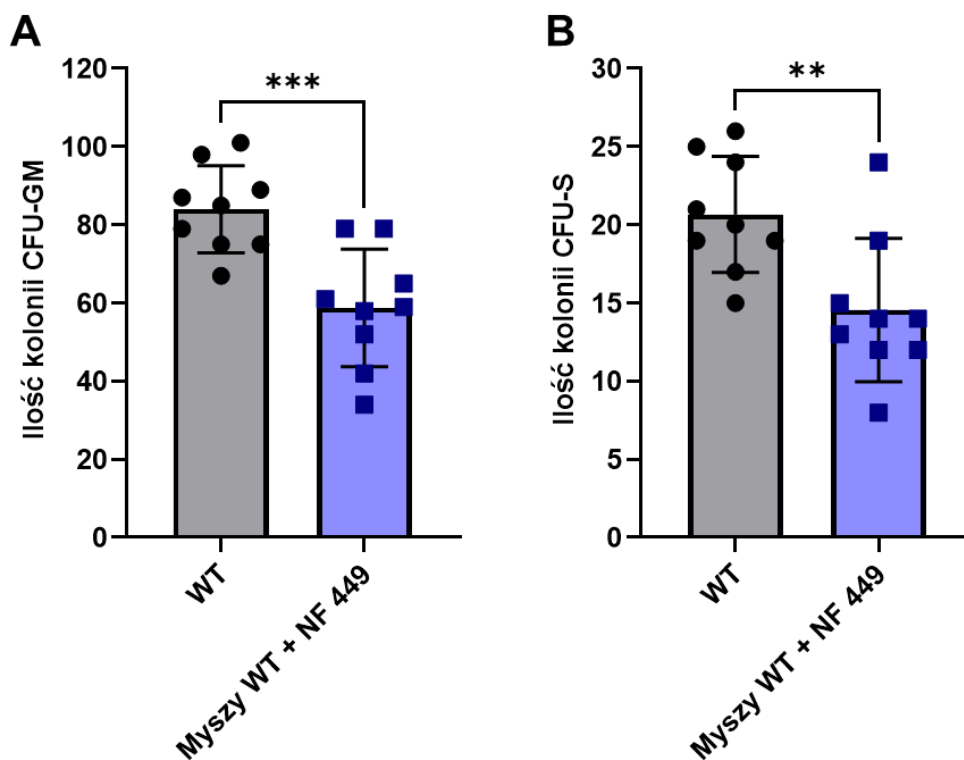 A
Ilość kolonii CFU-GM
120
100
80
60
40
20
0
***
WT
Myszy WT + NF 449
B
Ilość kolonii CFU-S
30
25
20
15
10
5
0
**
WT
Myszy WT + NF 449